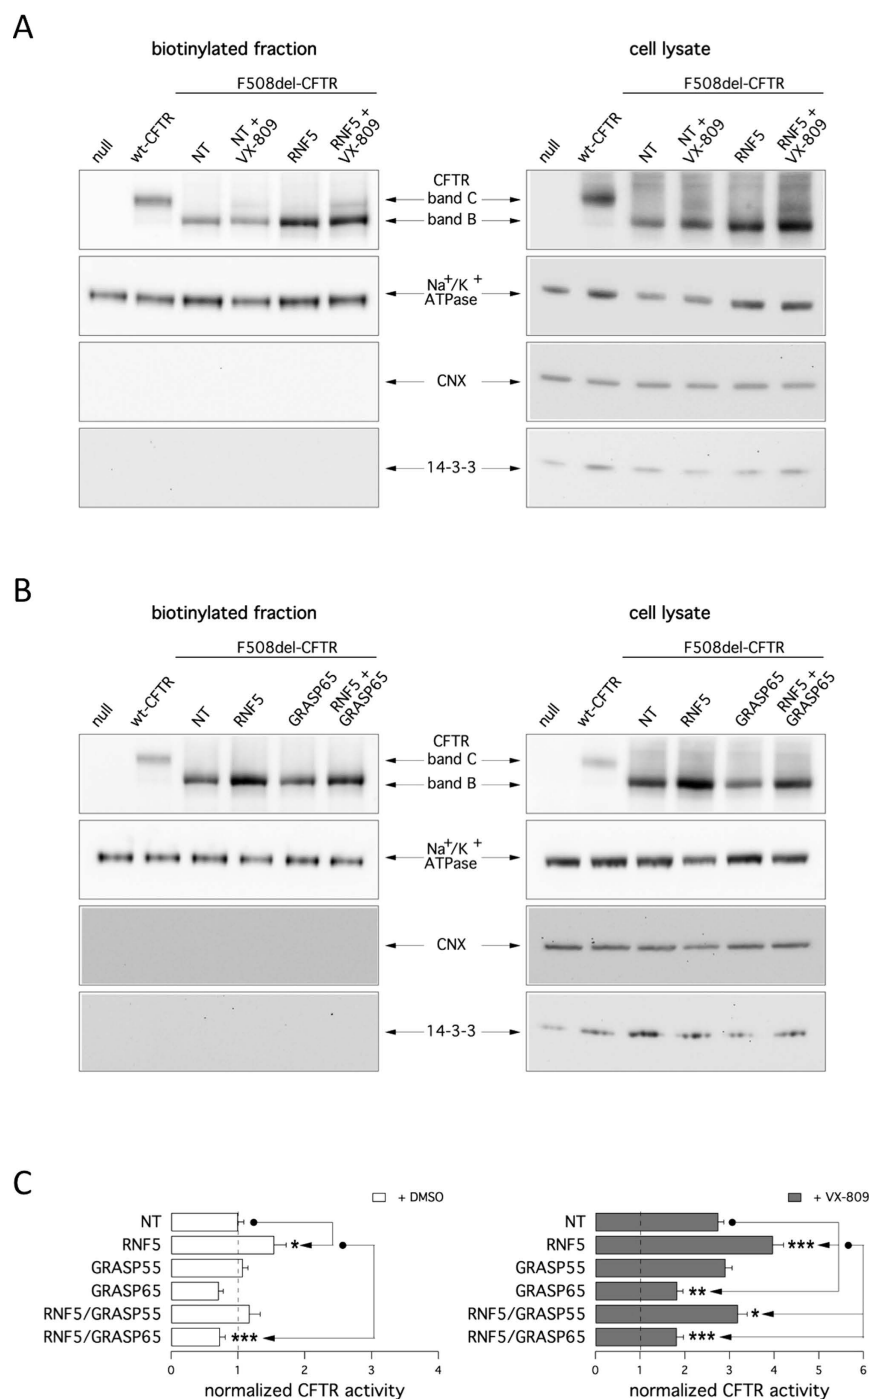 A
biotinylated fraction
cell lysate
F508del-CFTR
F508del-CFTR
null
wt-CFTR
NT
NT +
VX-809
RNF5
RNF5 +
VX-809
null
wt-CFTR
NT
NT +
VX-809
RNF5
RNF5 +
VX-809
CFTR
band C
band B
Na+/K +
ATPase
CNX
14-3-3
B
biotinylated fraction
cell lysate
F508del-CFTR
F508del-CFTR
null
wt-CFTR
NT
RNF5
GRASP65
RNF5 +
GRASP65
null
wt-CFTR
NT
RNF5
GRASP65
RNF5 +
GRASP65
CFTR
band C
band B
Na+/K +
ATPase
CNX
14-3-3
C
+ DMSO
NT
RNF5 *
GRASP55
GRASP65
RNF5/GRASP55
RNF5/GRASP65 ***
0 1 2 3 4
normalized CFTR activity
+ VX-809
NT
RNF5 ***
GRASP55
GRASP65 **
RNF5/GRASP55 *
RNF5/GRASP65 ***
0 1 2 3 4 5 6
normalized CFTR activity